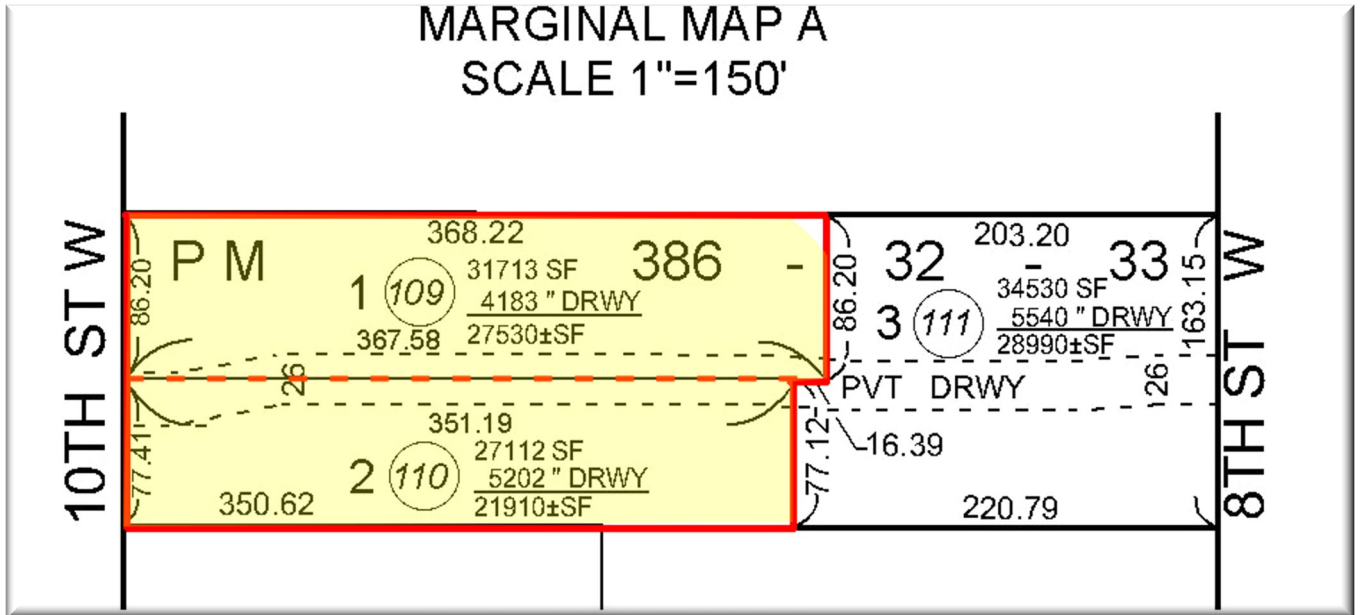 MARGINAL MAP A
SCALE 1"=150'
10TH ST W
8TH ST W
P M 386 - 32 - 33
368.22
86.20
1 109
31713 SF
4183 " DRWY
27530±SF
367.58
26
203.20
86.20
3 111
34530 SF
5540 " DRWY
28990±SF
163.15
PVT DRWY
26
351.19
77.41
2 110
27112 SF
5202 " DRWY
21910±SF
350.62
77.12
16.39
220.79